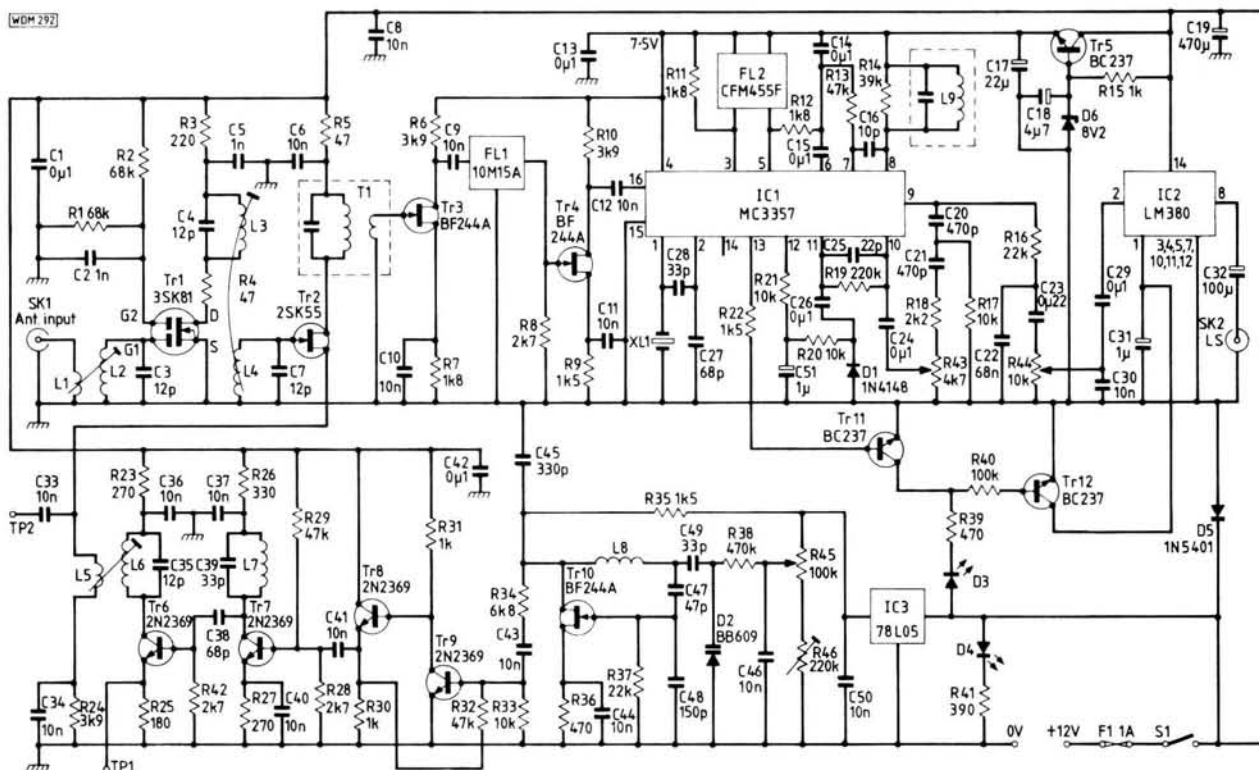 WDM 292
C8
10n
C19
470µ
C13
0µ1
7·5V
C14
0µ1
R14
39k
Tr5
BC237
C17
22µ
R15 1k
C18
4µ7
D6
8V2
R11
1k8
FL2
CFM455F
R13
47k
L9
R12
1k8
C16
10p
C15
0µ1
C1
0µ1
R2
68k
R3
220
C5
1n
C6
10n
R5
47
R6
3k9
C9
10n
FL1
10M15A
R10
3k9
T1
Tr3
BF244A
Tr4
BF
244A
C12 10n
16
15
4
3
5
6
7
8
9
IC1
MC3357
1
2
14
13
12
11
10
14
2
IC2
LM380
8
1
3,4,5,7,
10,11,12
R1 68k
C2 1n
C4
12p
L3
Tr1
3SK81
R4
47
Tr2
2SK55
SK1
Ant input
G2
D
G1
S
L1
L2
C3
12p
L4
C7
12p
C10
10n
R7
1k8
R8
2k7
C11
10n
R9
1k5
XL1
C28
33p
C27
68p
R22
1k5
R21
10k
C25
22p
R19 220k
C26
0µ1
R20 10k
C51
1µ
D1
1N4148
C24
0µ1
C20
470p
C21
470p
R18
2k2
R43
4k7
R17
10k
R16
22k
C23
0µ22
C22
68n
R44
10k
C29
0µ1
C30
10n
C31
1µ
C32
100µ
SK2
LS
Tr11
BC237
R40
100k
Tr12
BC237
R39
470
D3
D5
1N5401
C33
10n
TP2
R23
270
C36
10n
C37
10n
R26
330
R29
47k
C42
0µ1
R31
1k
C45
330p
R35 1k5
L5
L6
C35
12p
C39
33p
L7
Tr8
2N2369
Tr6
2N2369
Tr7
2N2369
C38
68p
C41
10n
Tr9
2N2369
R34
6k8
C43
10n
L8
Tr10
BF244A
C49
33p
R38
470k
C47
47p
D2
BB609
R45
100k
R46
220k
IC3
78L05
D4
R41
390
C34
10n
R24
3k9
R25
180
R42
2k7
R27
270
C40
10n
R28
2k7
R30
1k
R32
47k
R33
10k
R36
470
C44
10n
R37
22k
C48
150p
C46
10n
C50
10n
0V
+12V
F1 1A
S1
TP1